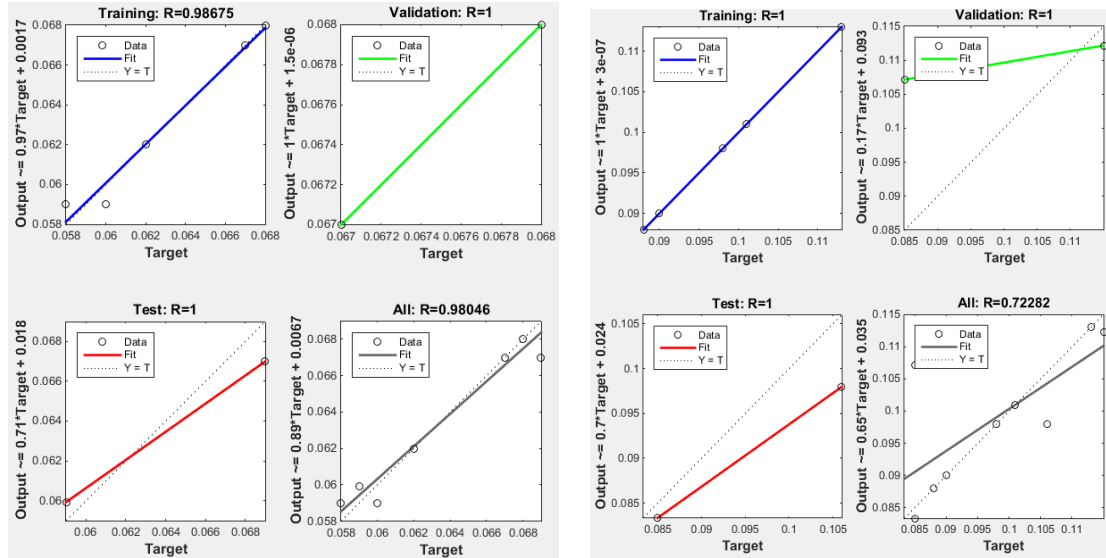 Training: R=0.98675
Output ~= 0.97*Target + 0.0017
Data
Fit
Y = T
0.068
0.066
0.064
0.062
0.06
0.058
0.058 0.06 0.062 0.064 0.066 0.068
Target
Validation: R=1
Output ~= 1*Target + 1.5e-06
Data
Fit
Y = T
0.068
0.0678
0.0676
0.0674
0.0672
0.067
0.067 0.0672 0.0674 0.0676 0.0678 0.068
Target
Test: R=1
Output ~= 0.71*Target + 0.018
Data
Fit
Y = T
0.068
0.066
0.064
0.062
0.06
0.06 0.062 0.064 0.066 0.068
Target
All: R=0.98046
Output ~= 0.89*Target + 0.0067
Data
Fit
Y = T
0.068
0.066
0.064
0.062
0.06
0.058
0.058 0.06 0.062 0.064 0.066 0.068
Target
Training: R=1
Output ~= 1*Target + 3e-07
Data
Fit
Y = T
0.11
0.105
0.1
0.095
0.09
0.09 0.095 0.1 0.105 0.11
Target
Validation: R=1
Output ~= 0.17*Target + 0.093
Data
Fit
Y = T
0.115
0.11
0.105
0.1
0.095
0.09
0.085
0.085 0.09 0.095 0.1 0.105 0.11
Target
Test: R=1
Output ~= 0.7*Target + 0.024
Data
Fit
Y = T
0.105
0.1
0.095
0.09
0.085
0.085 0.09 0.095 0.1 0.105
Target
All: R=0.72282
Output ~= 0.65*Target + 0.035
Data
Fit
Y = T
0.115
0.11
0.105
0.1
0.095
0.09
0.085
0.085 0.09 0.095 0.1 0.105 0.11 0.115
Target